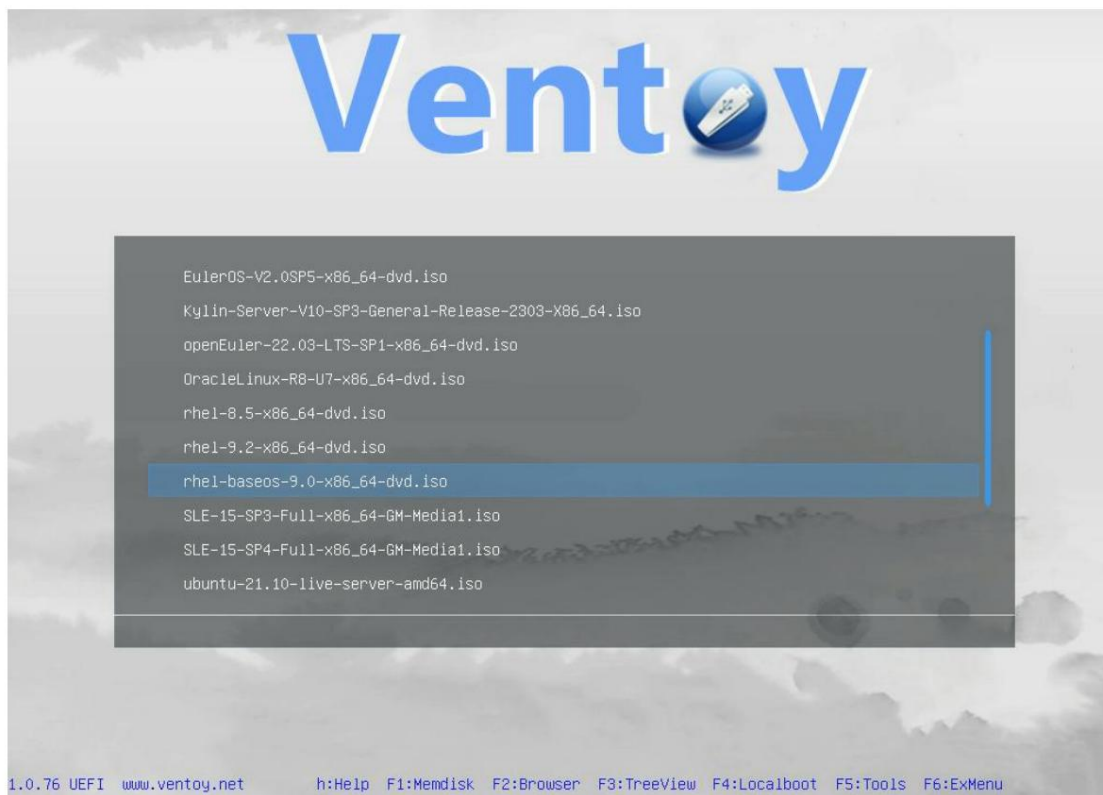 Ventoy
EulerOS-V2.0SP5-x86_64-dvd.iso
Kylin-Server-V10-SP3-General-Release-2303-X86_64.iso
openEuler-22.03-LTS-SP1-x86_64-dvd.iso
OracleLinux-R8-U7-x86_64-dvd.iso
rhel-8.5-x86_64-dvd.iso
rhel-9.2-x86_64-dvd.iso
rhel-baseos-9.0-x86_64-dvd.iso
SLE-15-SP3-Full-x86_64-GM-Media1.iso
SLE-15-SP4-Full-x86_64-GM-Media1.iso
ubuntu-21.10-live-server-amd64.iso
1.0.76 UEFI www.ventoy.net h:Help F1:Memdisk F2:Browser F3:TreeView F4:Localboot F5:Tools F6:ExMenu